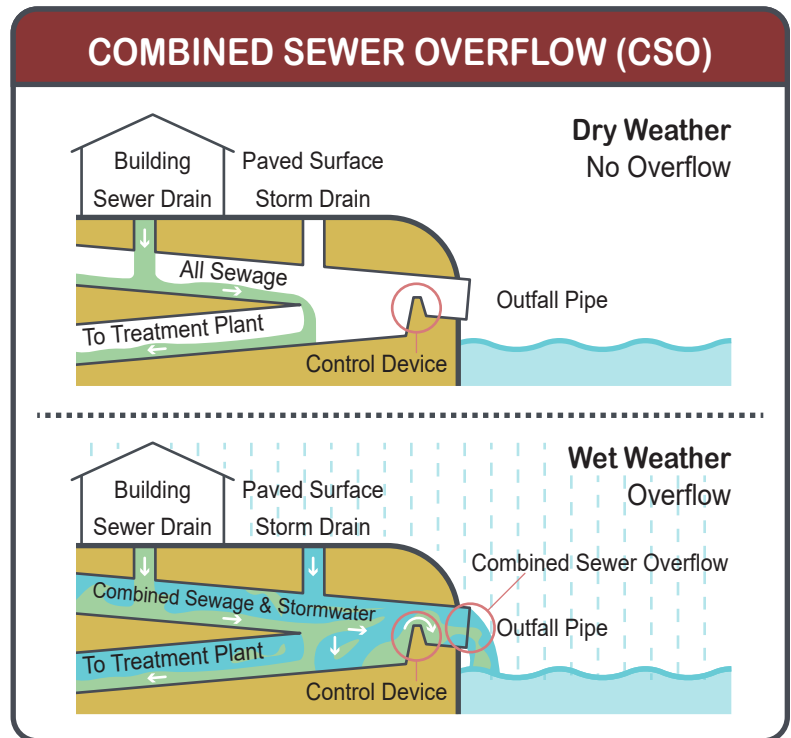 COMBINED SEWER OVERFLOW (CSO)
Dry Weather
No Overflow
Building
Sewer Drain
Paved Surface
Storm Drain
All Sewage
To Treatment Plant
Outfall Pipe
Control Device
Wet Weather
Overflow
Building
Sewer Drain
Paved Surface
Storm Drain
Combined Sewer Overflow
Combined Sewage & Stormwater
Outfall Pipe
To Treatment Plant
Control Device